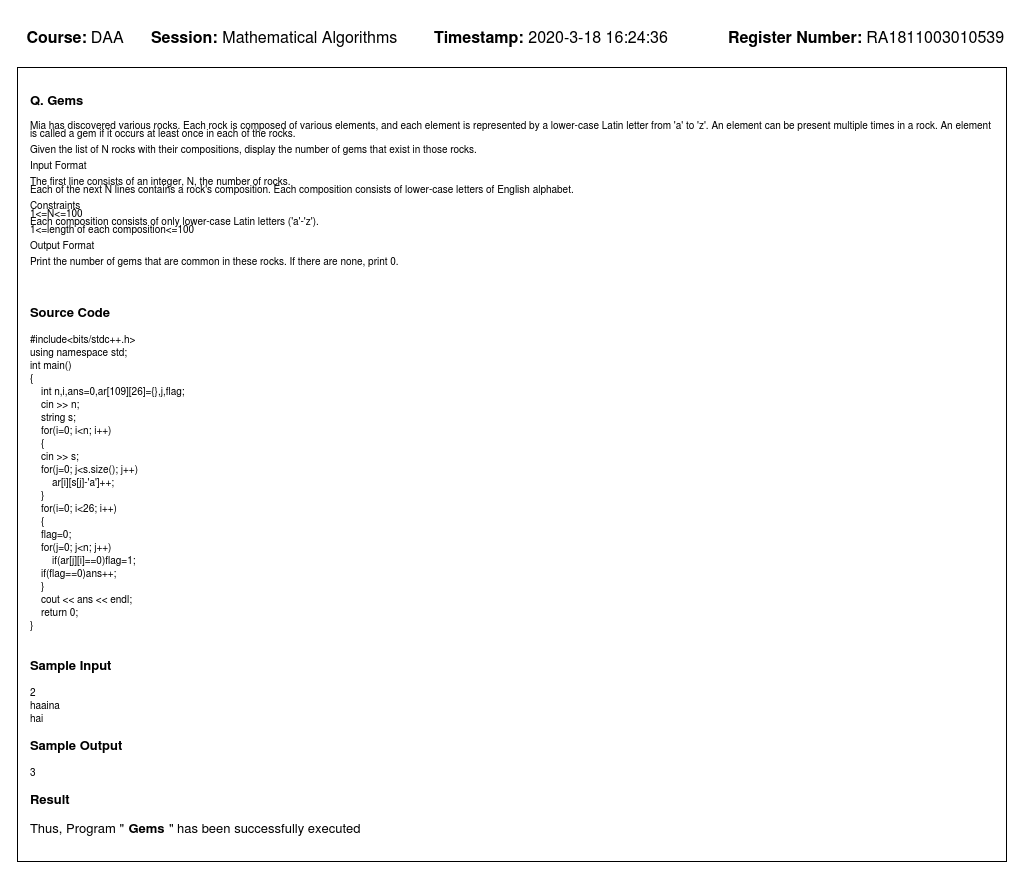 Course: DAA Session: Mathematical Algorithms Timestamp: 2020-3-18 16:24:36 Register Number: RA1811003010539
Q. Gems
Mia has discovered various rocks. Each rock is composed of various elements, and each element is represented by a lower-case Latin letter from 'a' to 'z'. An element can be present multiple times in a rock. An element
is called a gem if it occurs at least once in each of the rocks.
Given the list of N rocks with their compositions, display the number of gems that exist in those rocks.
Input Format
The first line consists of an integer, N, the number of rocks.
Each of the next N lines contains a rock's composition. Each composition consists of lower-case letters of English alphabet.
Constraints
1<=N<=100
Each composition consists of only lower-case Latin letters ('a'-'z').
1<=length of each composition<=100
Output Format
Print the number of gems that are common in these rocks. If there are none, print 0.
Source Code
#include<bits/stdc++.h>
using namespace std;
int main()
{
    int n,i,ans=0,ar[109][26]={},j,flag;
    cin >> n;
    string s;
    for(i=0; i<n; i++)
    {
    cin >> s;
    for(j=0; j<s.size(); j++)
        ar[i][s[j]-'a']++;
    }
    for(i=0; i<26; i++)
    {
    flag=0;
    for(j=0; j<n; j++)
        if(ar[j][i]==0)flag=1;
    if(flag==0)ans++;
    }
    cout << ans << endl;
    return 0;
}
Sample Input
2
haaina
hai
Sample Output
3
Result
Thus, Program " Gems " has been successfully executed